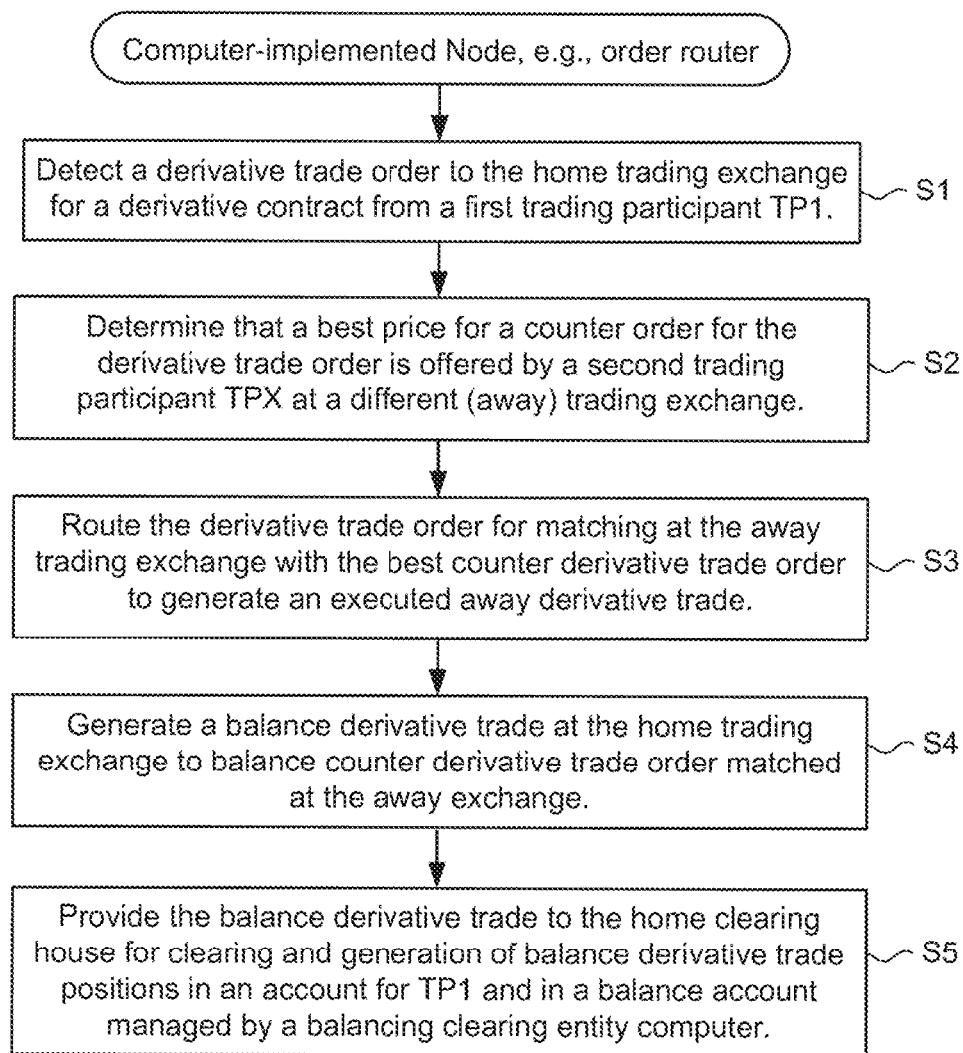 Computer-implemented Node, e.g., order router
Detect a derivative trade order to the home trading exchange
for a derivative contract from a first trading participant TP1.
S1
Determine that a best price for a counter order for the
derivative trade order is offered by a second trading
participant TPX at a different (away) trading exchange.
S2
Route the derivative trade order for matching at the away
trading exchange with the best counter derivative trade order
to generate an executed away derivative trade.
S3
Generate a balance derivative trade at the home trading
exchange to balance counter derivative trade order matched
at the away exchange.
S4
Provide the balance derivative trade to the home clearing
house for clearing and generation of balance derivative trade
positions in an account for TP1 and in a balance account
managed by a balancing clearing entity computer.
S5